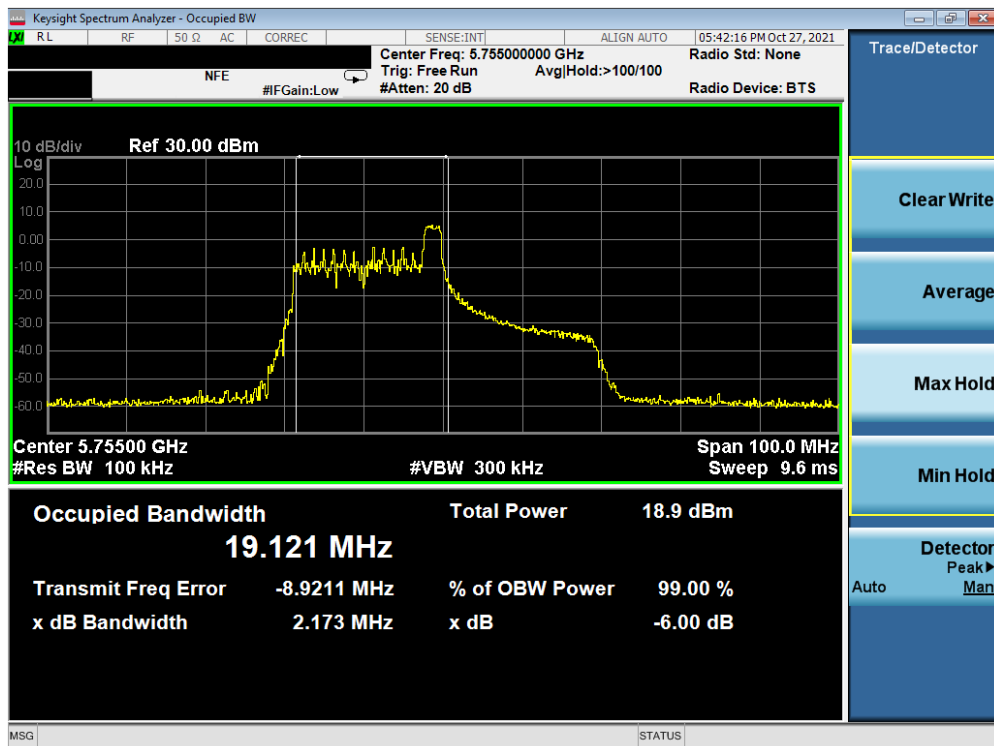 Keysight Spectrum Analyzer - Occupied BW
LXI RL RF 50 Ω AC CORREC SENSE:INT ALIGN AUTO 05:42:16 PM Oct 27, 2021
Center Freq: 5.755000000 GHz Radio Std: None
NFE Trig: Free Run Avg|Hold:>100/100
#IFGain:Low #Atten: 20 dB Radio Device: BTS
10 dB/div Ref 30.00 dBm
Log
20.0
10.0
0.00
-10.0
-20.0
-30.0
-40.0
-50.0
-60.0
Center 5.75500 GHz Span 100.0 MHz
#Res BW 100 kHz #VBW 300 kHz Sweep 9.6 ms
Occupied Bandwidth Total Power 18.9 dBm
19.121 MHz
Transmit Freq Error -8.9211 MHz % of OBW Power 99.00 %
x dB Bandwidth 2.173 MHz x dB -6.00 dB
MSG STATUS
Trace/Detector
Clear Write
Average
Max Hold
Min Hold
Detector
Peak▶
Auto Man